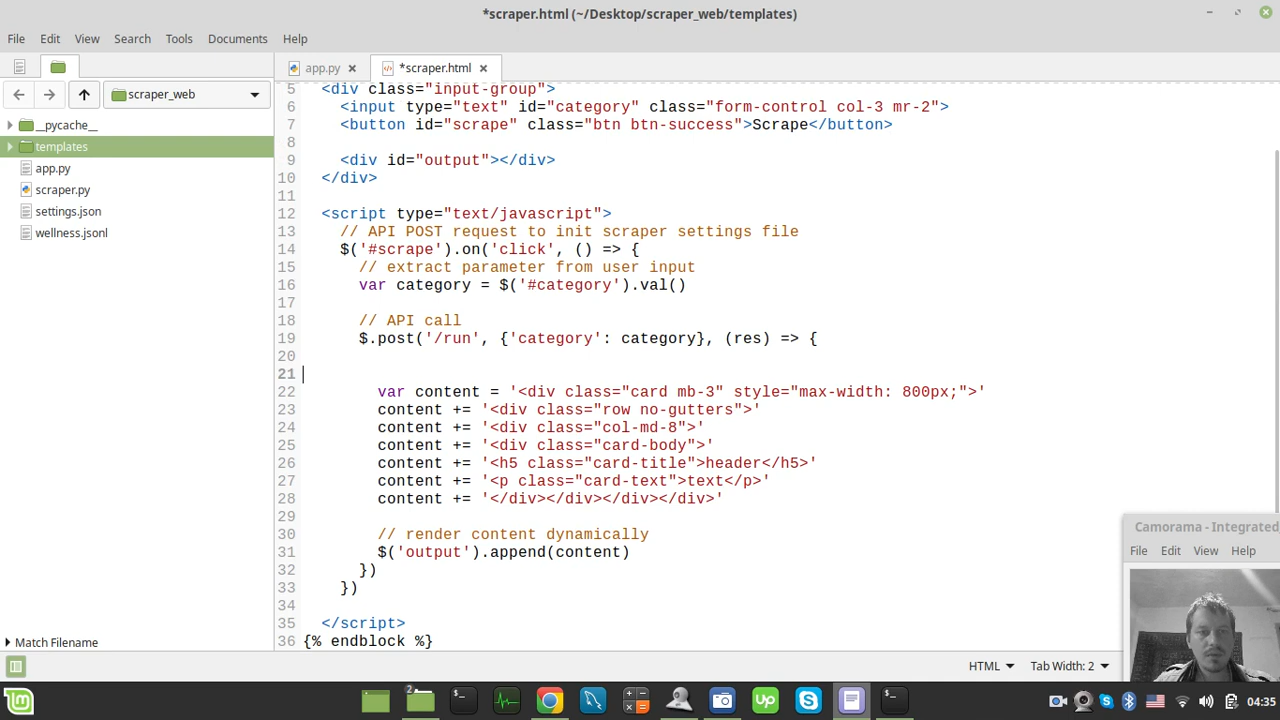 *scraper.html (~/Desktop/scraper_web/templates)
File Edit View Search Tools Documents Help
app.py *scraper.html
scraper_web
__pycache__
templates
app.py
scraper.py
settings.json
wellness.jsonl
5 <div class="input-group">
6 <input type="text" id="category" class="form-control col-3 mr-2">
7 <button id="scrape" class="btn btn-success">Scrape</button>
8
9 <div id="output"></div>
10 </div>
11
12 <script type="text/javascript">
13 // API POST request to init scraper settings file
14 $('#scrape').on('click', () => {
15 // extract parameter from user input
16 var category = $('#category').val()
17
18 // API call
19 $.post('/run', {'category': category}, (res) => {
20
21
22 var content = '<div class="card mb-3" style="max-width: 800px;">'
23 content += '<div class="row no-gutters">'
24 content += '<div class="col-md-8">'
25 content += '<div class="card-body">'
26 content += '<h5 class="card-title">header</h5>'
27 content += '<p class="card-text">text</p>'
28 content += '</div></div></div></div>'
29
30 // render content dynamically
31 $('output').append(content)
32 })
33 })
34
35 </script>
36 {% endblock %}
Camorama - Integrated
File Edit View Help
Match Filename
HTML Tab Width: 2
2
Up
04:35